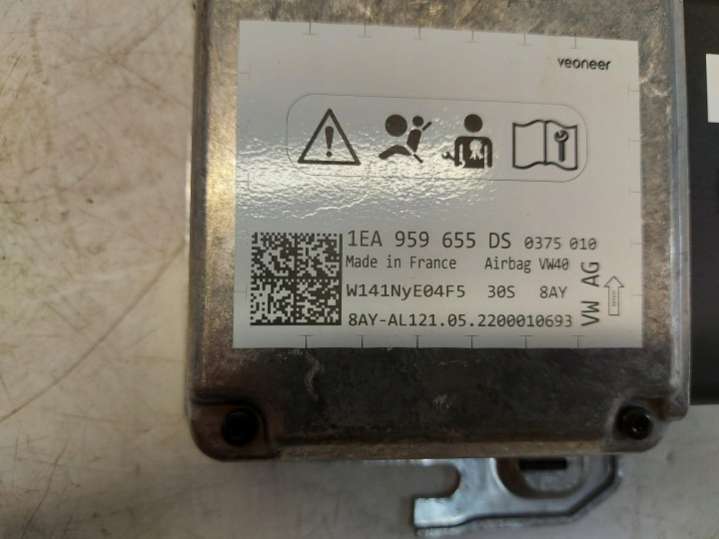 veoneer
1EA 959 655 DS 0375 010
Made in France Airbag VW40
W141NyE04F5 30S 8AY
8AY-AL121.05.2200010693
VW AG